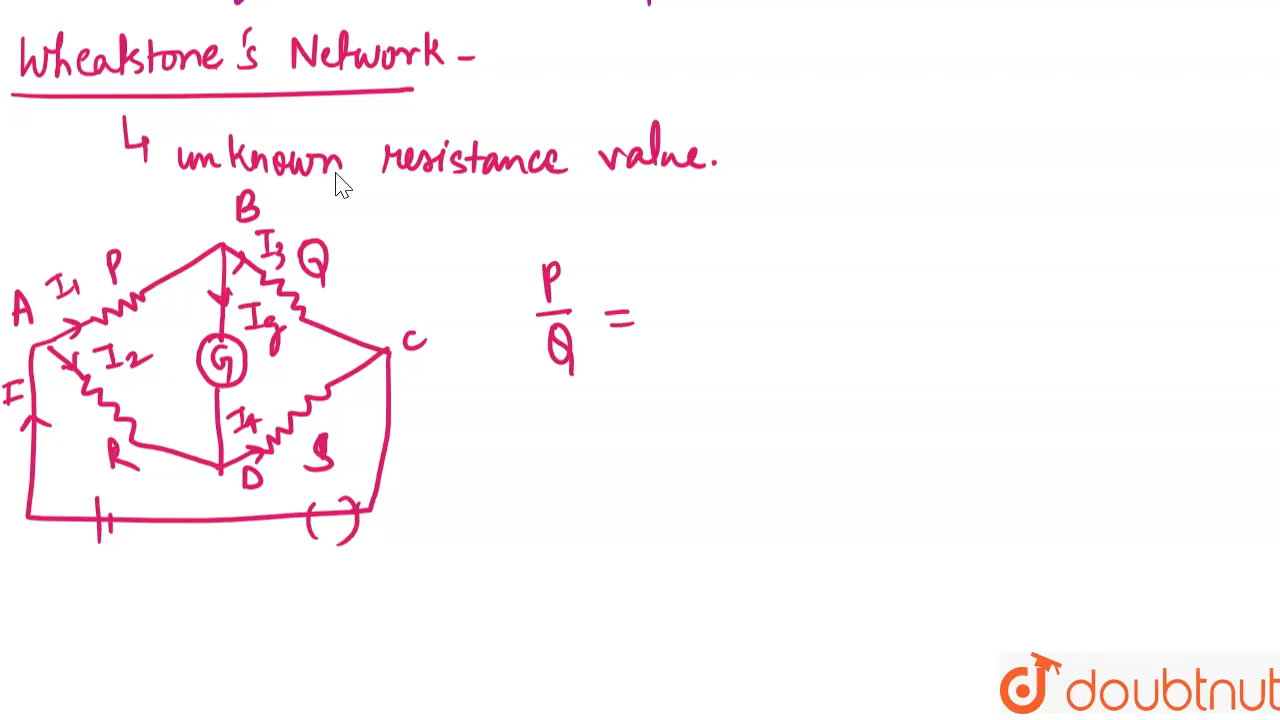 Wheatstone's Network -
↳ unknown resistance value.
B
I3 Q
P
I1
A
Ig
I2
G
C
I
I4
R
S
D
( )
P/Q =
doubtnut